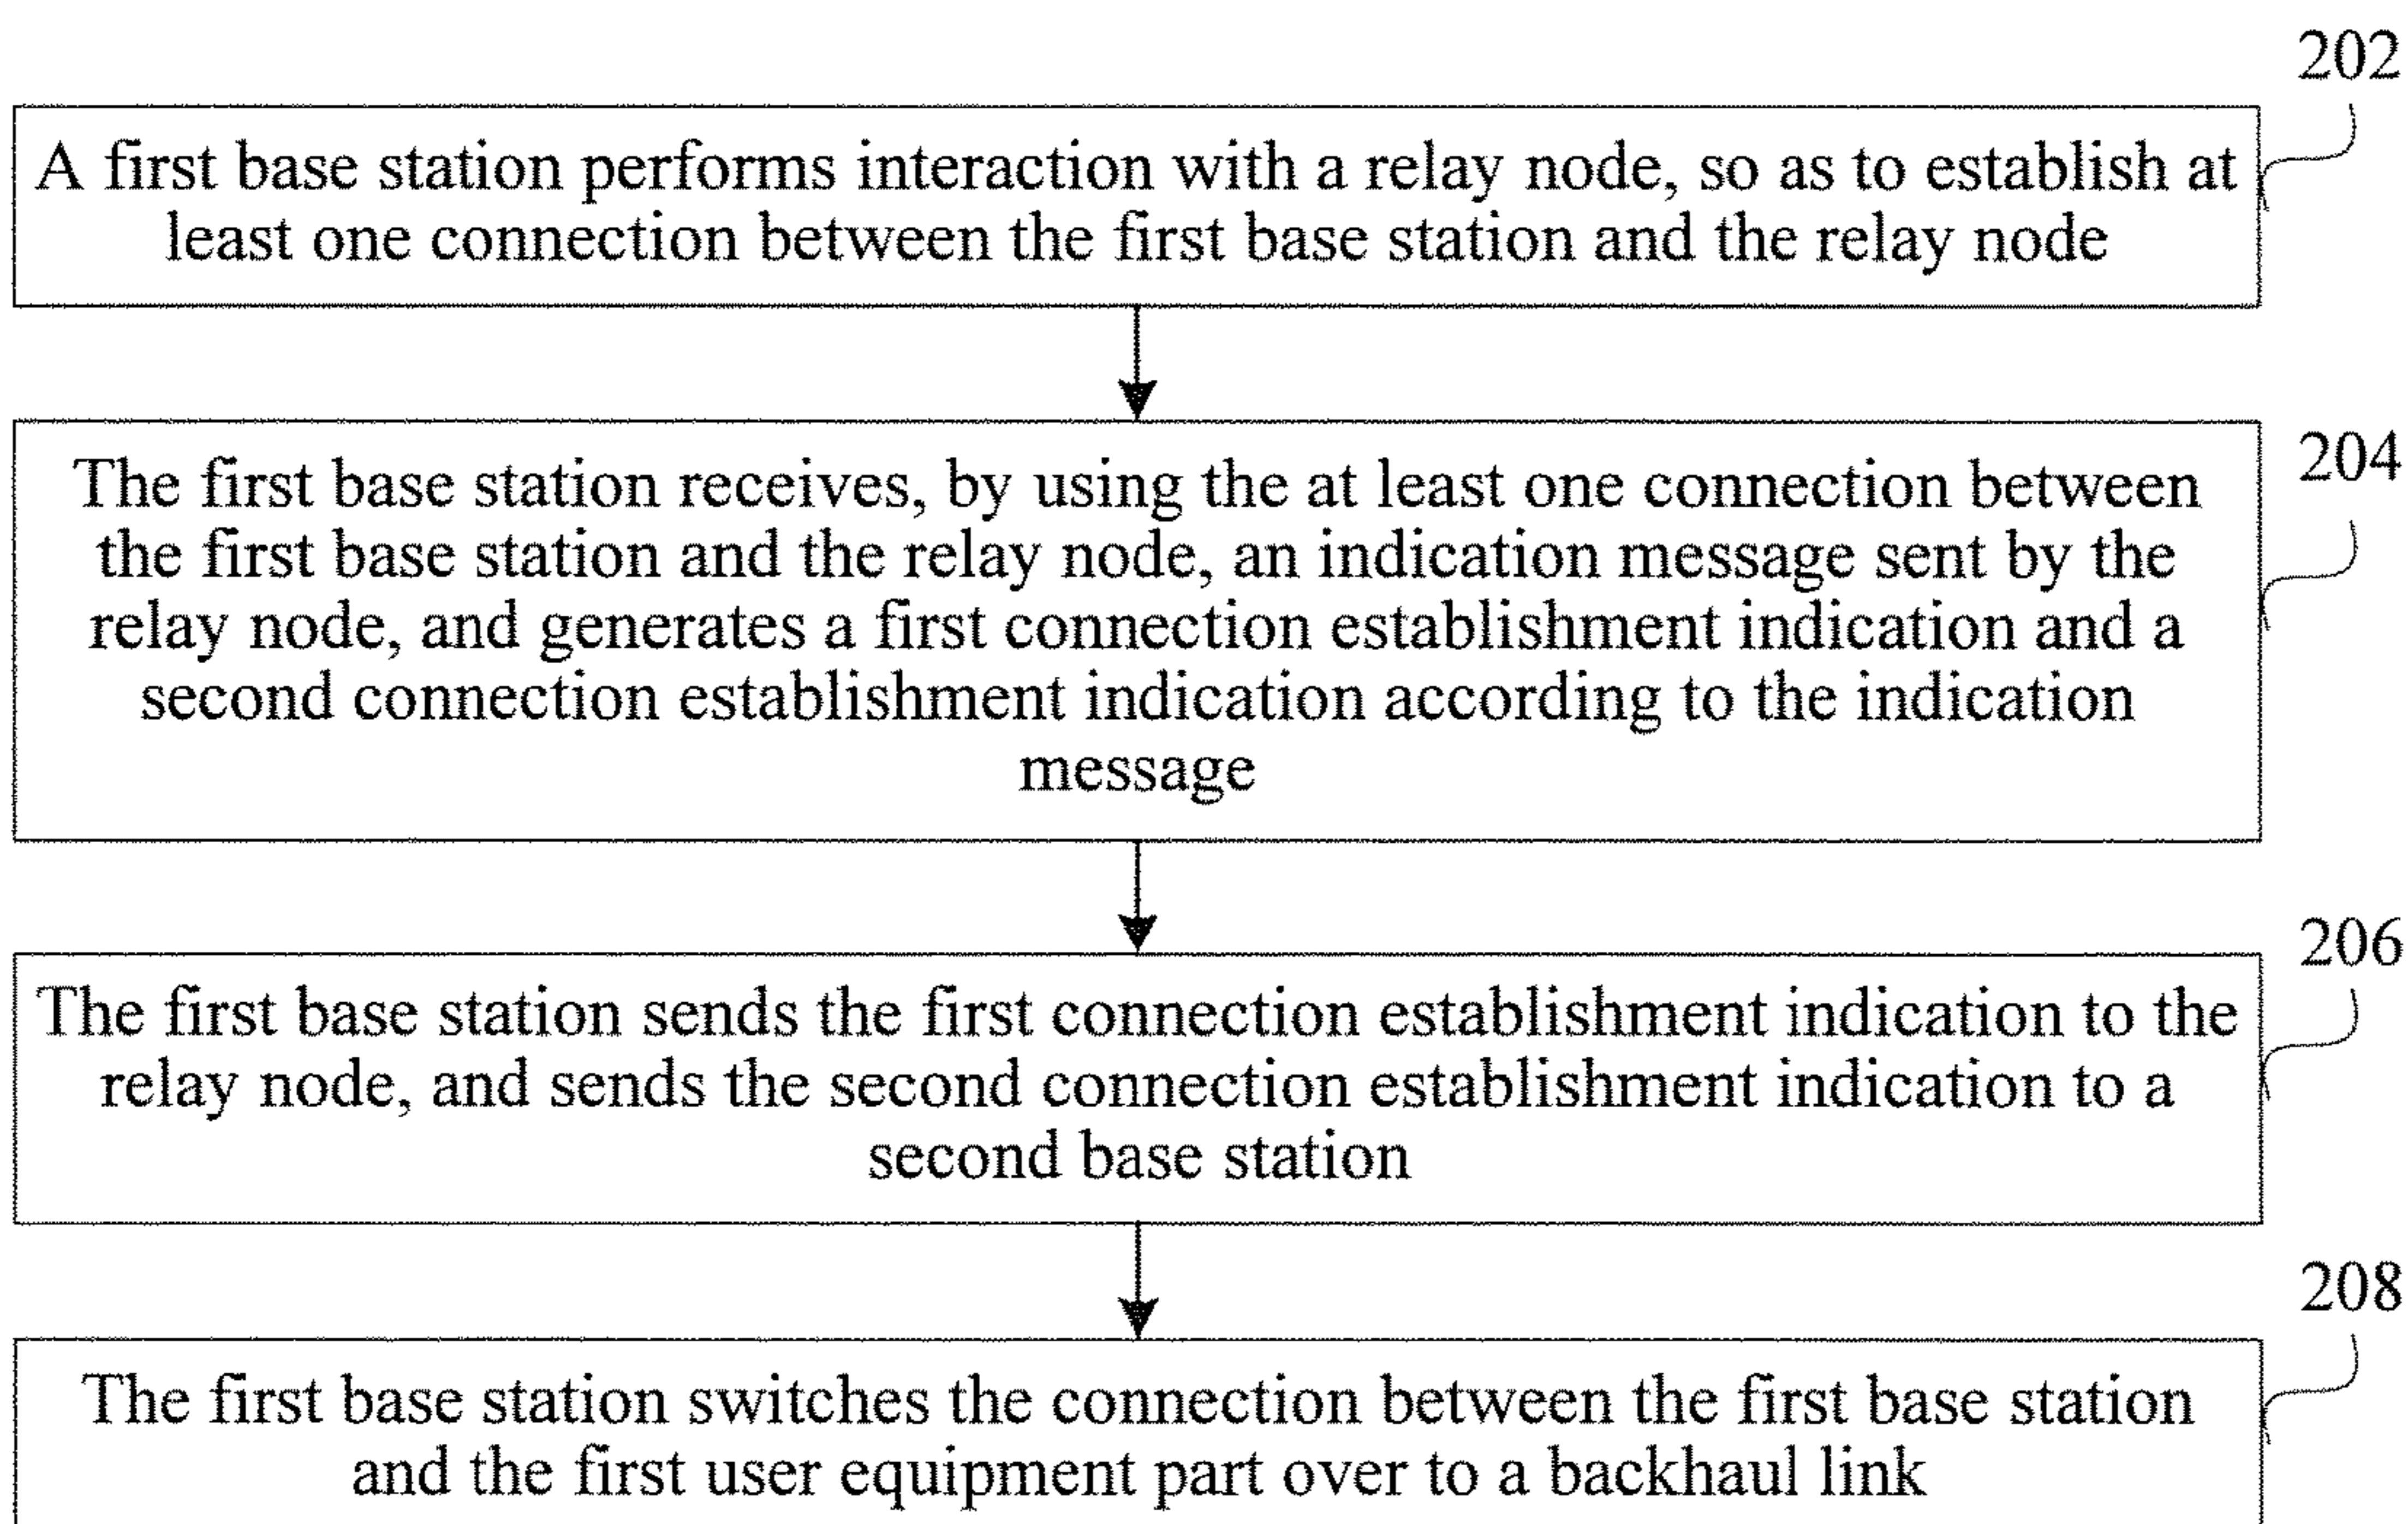 202
A first base station performs interaction with a relay node, so as to establish at
least one connection between the first base station and the relay node
204
The first base station receives, by using the at least one connection between
the first base station and the relay node, an indication message sent by the
relay node, and generates a first connection establishment indication and a
second connection establishment indication according to the indication
message
206
The first base station sends the first connection establishment indication to the
relay node, and sends the second connection establishment indication to a
second base station
208
The first base station switches the connection between the first base station
and the first user equipment part over to a backhaul link